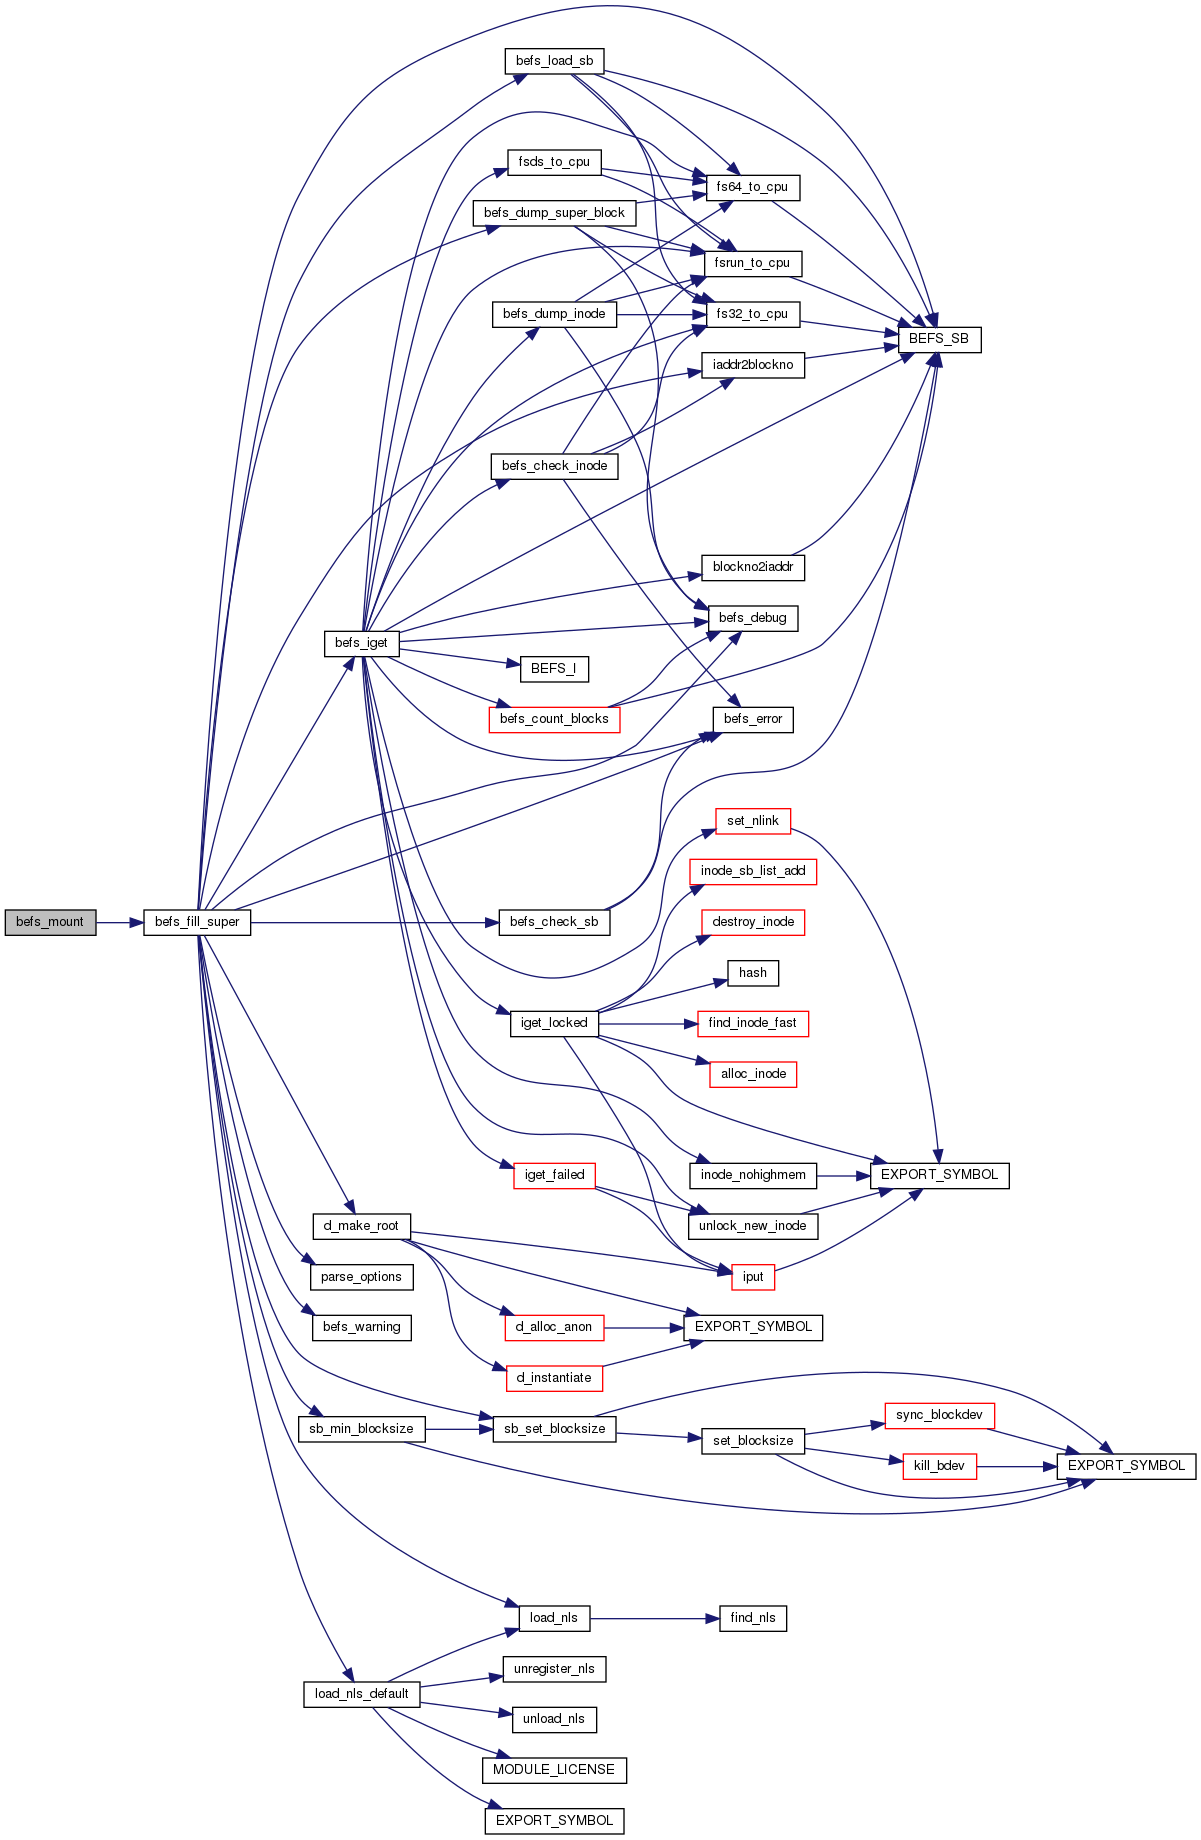 befs_load_sb
fsds_to_cpu
fs64_to_cpu
befs_dump_super_block
fsrun_to_cpu
befs_dump_inode
fs32_to_cpu
BEFS_SB
iaddr2blockno
befs_check_inode
blockno2iaddr
befs_debug
befs_iget
BEFS_I
befs_count_blocks
befs_error
set_nlink
inode_sb_list_add
befs_mount
befs_fill_super
befs_check_sb
destroy_inode
hash
iget_locked
find_inode_fast
alloc_inode
iget_failed
inode_nohighmem
EXPORT_SYMBOL
d_make_root
unlock_new_inode
parse_options
iput
befs_warning
d_alloc_anon
EXPORT_SYMBOL
d_instantiate
sync_blockdev
sb_min_blocksize
sb_set_blocksize
set_blocksize
kill_bdev
EXPORT_SYMBOL
load_nls
find_nls
unregister_nls
load_nls_default
unload_nls
MODULE_LICENSE
EXPORT_SYMBOL